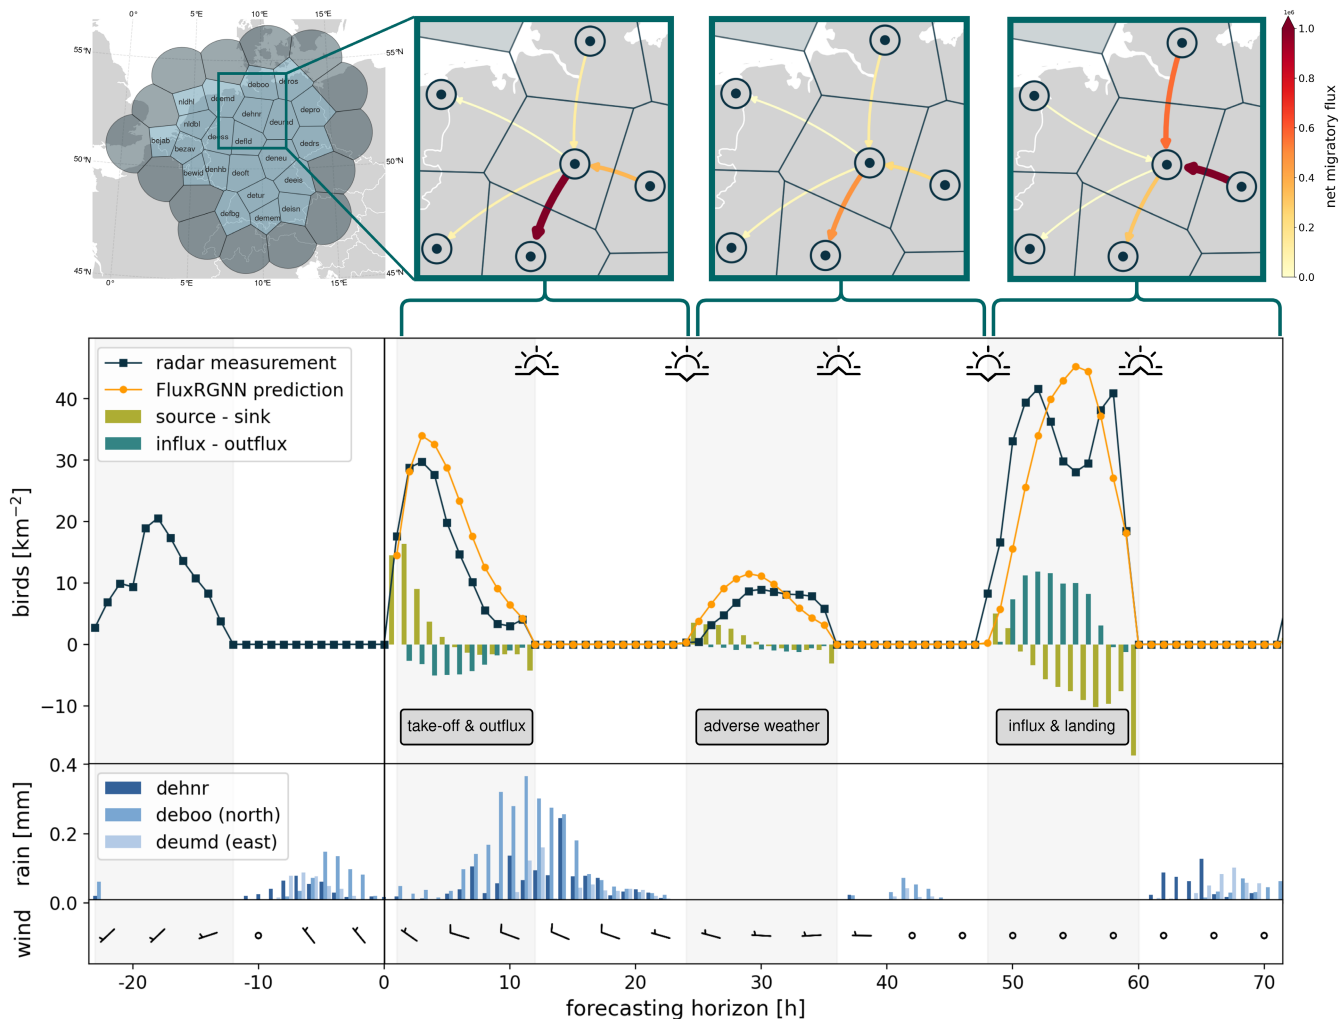 0° 5°E 10°E 15°E
55°N
50°N
45°N
55°N
50°N
45°N
0° 5°E 10°E 15°E
deboo
deros
deemd
nldhl
dehnr
depro
nldbl
deumd
deess
defld
dedrs
bejab
bezav
deneu
bewid
denhb
deoft
deeis
detur
deisn
defbg
demem
1e6
1.0
0.8
0.6
0.4
0.2
0.0
net migratory flux
radar measurement
FluxRGNN prediction
source - sink
influx - outflux
birds [km⁻²]
40
30
20
10
0
−10
take-off & outflux
adverse weather
influx & landing
rain [mm]
0.4
0.2
0.0
dehnr
deboo (north)
deumd (east)
wind
-20 -10 0 10 20 30 40 50 60 70
forecasting horizon [h]